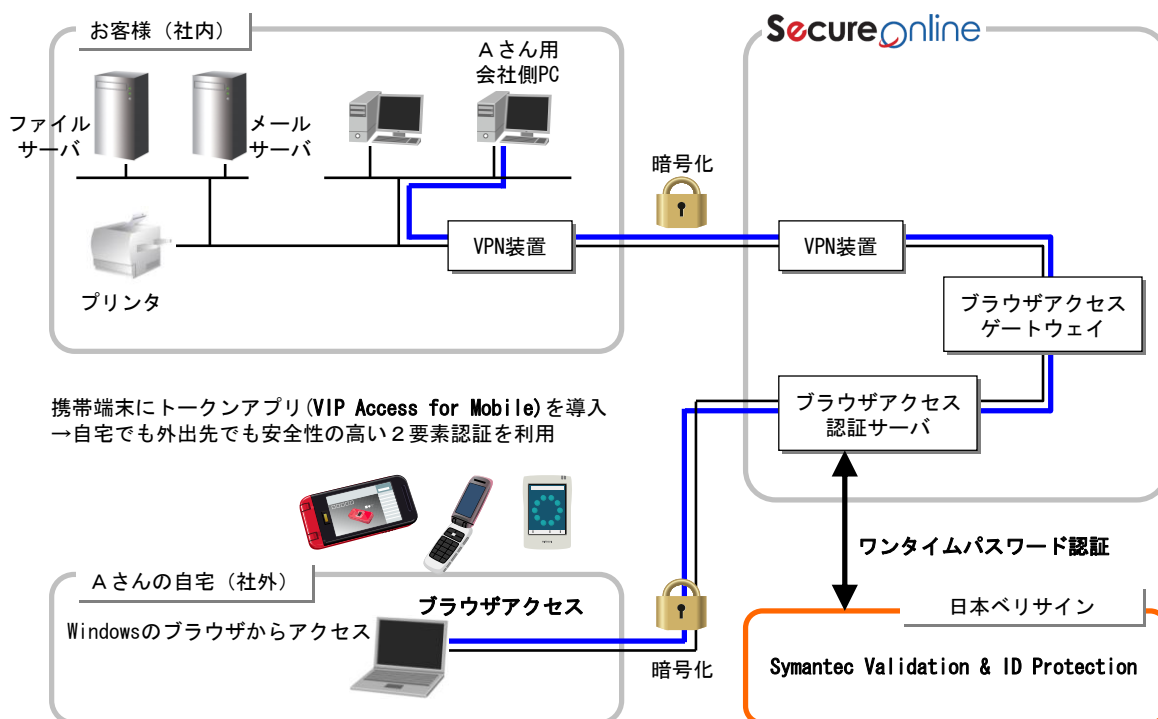 お客様（社内）
Secureonline
Aさん用
会社側PC
ファイル
サーバ
メール
サーバ
暗号化
VPN装置
VPN装置
プリンタ
ブラウザアクセス
ゲートウェイ
携帯端末にトークンアプリ(VIP Access for Mobile)を導入
→自宅でも外出先でも安全性の高い２要素認証を利用
ブラウザアクセス
認証サーバ
ワンタイムパスワード認証
Ａさんの自宅（社外）
ブラウザアクセス
Windowsのブラウザからアクセス
暗号化
日本ベリサイン
Symantec Validation & ID Protection